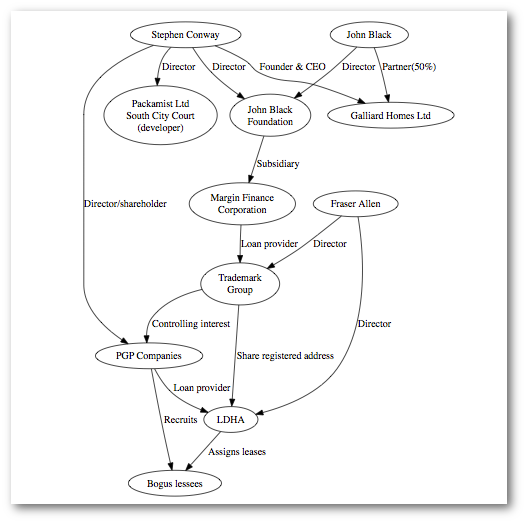 Stephen Conway
John Black
Director
Director
Founder & CEO
Director
Partner(50%)
Packamist Ltd
South City Court
(developer)
John Black
Foundation
Galliard Homes Ltd
Subsidiary
Director/shareholder
Margin Finance
Corporation
Fraser Allen
Loan provider
Director
Trademark
Group
Controlling interest
Director
PGP Companies
Share registered address
Loan provider
Recruits
LDHA
Assigns leases
Bogus lessees